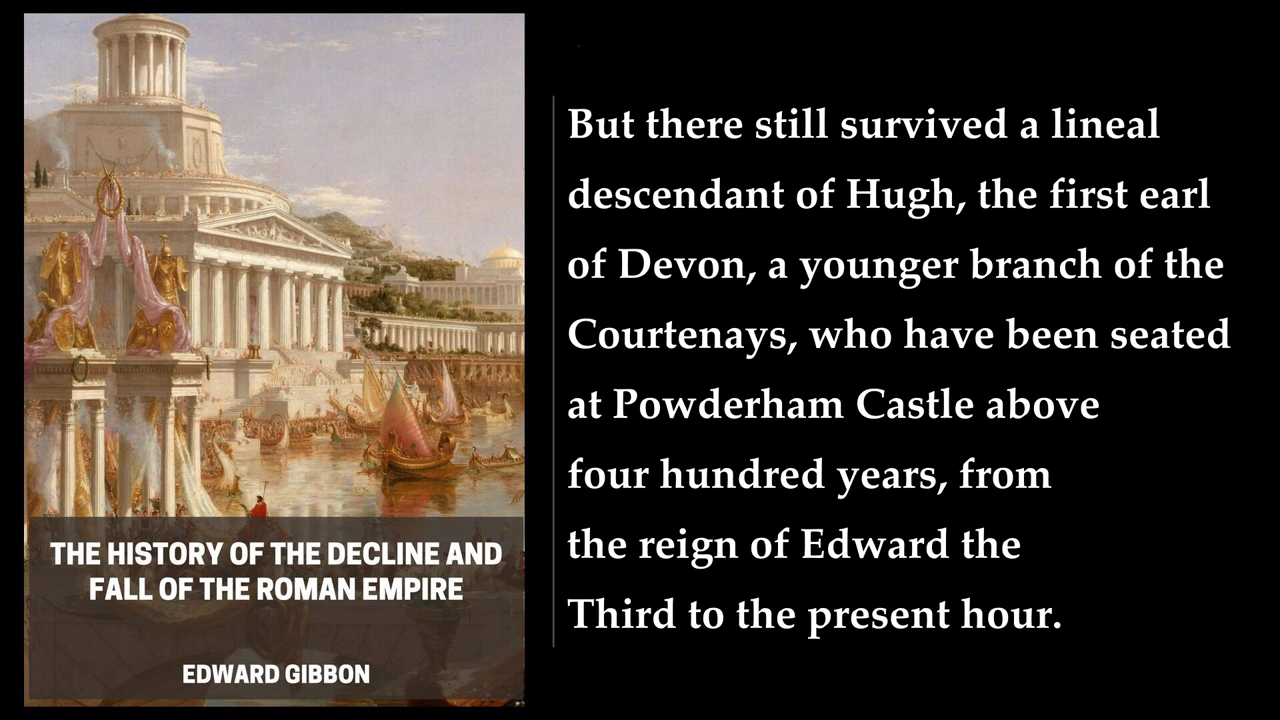 THE HISTORY OF THE DECLINE AND
FALL OF THE ROMAN EMPIRE
EDWARD GIBBON
But there still survived a lineal
descendant of Hugh, the first earl
of Devon, a younger branch of the
Courtenays, who have been seated
at Powderham Castle above
four hundred years, from
the reign of Edward the
Third to the present hour.